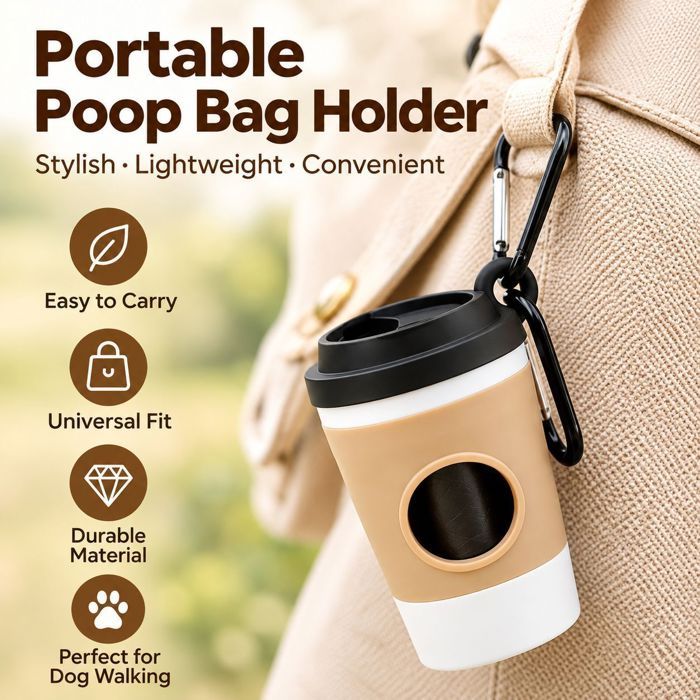 Portable
Poop Bag Holder
Stylish · Lightweight · Convenient
Easy to Carry
Universal Fit
Durable
Material
Perfect for
Dog Walking